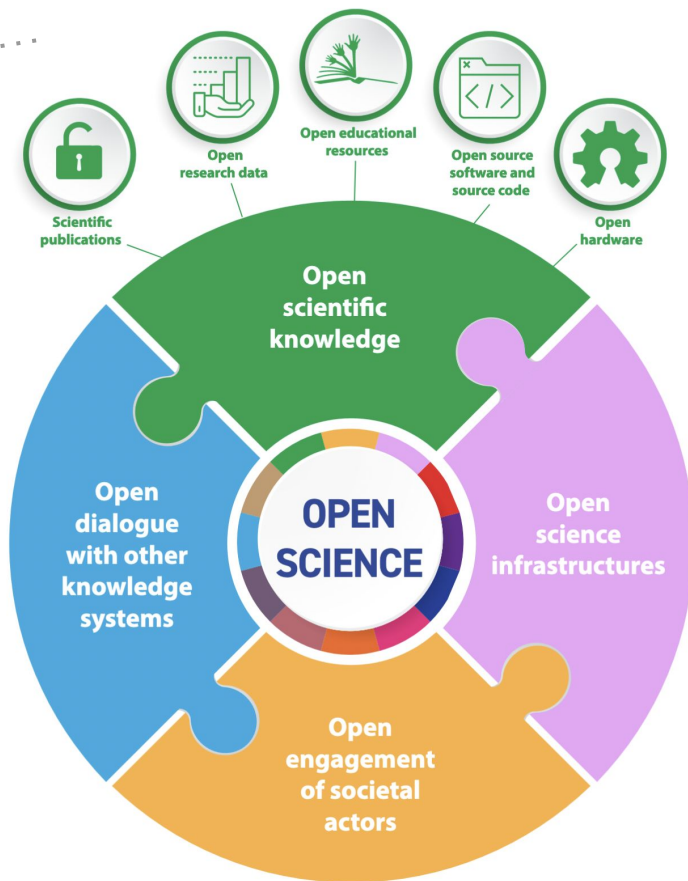 Scientific
publications
Open
research data
Open educational
resources
Open source
software and
source code
</>
Open
hardware
Open
scientific
knowledge
Open
dialogue
with other
knowledge
systems
OPEN
SCIENCE
Open
science
infrastructures
Open
engagement
of societal
actors